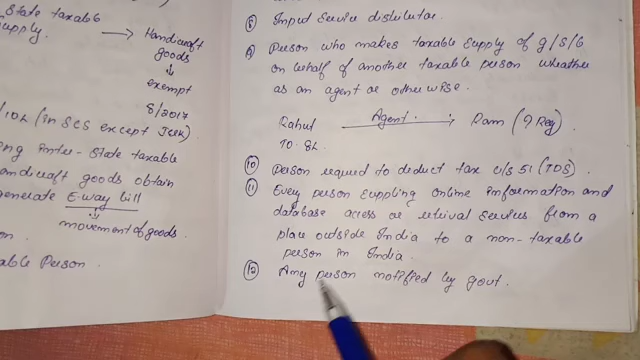 State taxable
supply.
→ Handicraft
goods
↓
exempt
8/2017
/10L (in SCS except J&K)
ong inter-State taxable
andicraft goods obtain
generate E-way bill
movement of goods.
on.
able Person.
⑧ Input Service distributor.
⑨ Person who makes taxable supply of g/s/b
on behalf of another taxable person wheather
as an agent or otherwise.
Rahul Agent. → Ram (9 Reg)
10.8L
⑩ Person required to deduct tax u/s 51 (TDS).
⑪ Every person suppling online information and
database access or retrival services from a
place outside India to a non-taxable
person in India.
⑫ Any person notified by govt.